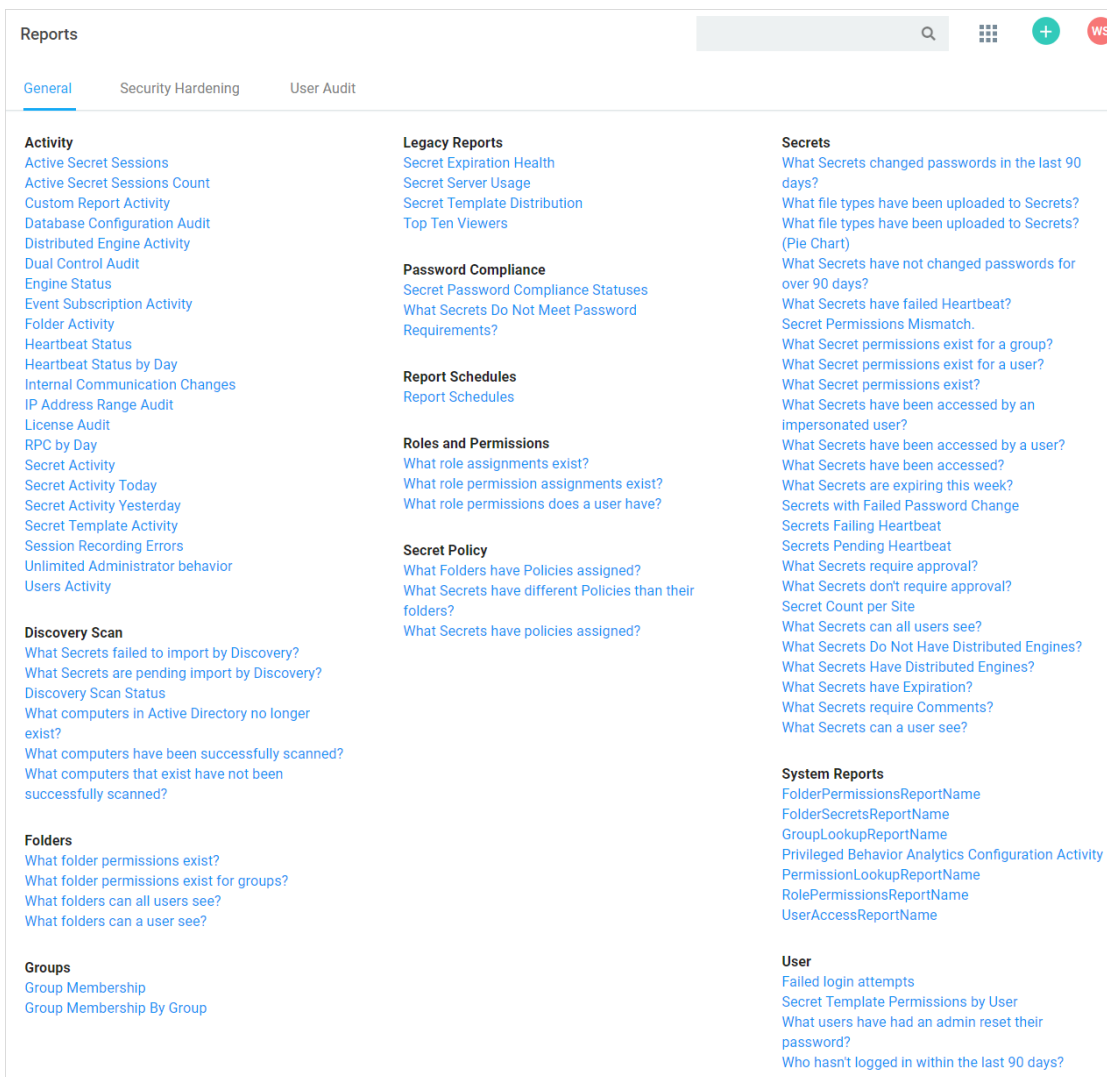 Reports
WS
General
Security Hardening
User Audit
Activity
Active Secret Sessions
Active Secret Sessions Count
Custom Report Activity
Database Configuration Audit
Distributed Engine Activity
Dual Control Audit
Engine Status
Event Subscription Activity
Folder Activity
Heartbeat Status
Heartbeat Status by Day
Internal Communication Changes
IP Address Range Audit
License Audit
RPC by Day
Secret Activity
Secret Activity Today
Secret Activity Yesterday
Secret Template Activity
Session Recording Errors
Unlimited Administrator behavior
Users Activity
Discovery Scan
What Secrets failed to import by Discovery?
What Secrets are pending import by Discovery?
Discovery Scan Status
What computers in Active Directory no longer
exist?
What computers have been successfully scanned?
What computers that exist have not been
successfully scanned?
Folders
What folder permissions exist?
What folder permissions exist for groups?
What folders can all users see?
What folders can a user see?
Groups
Group Membership
Group Membership By Group
Legacy Reports
Secret Expiration Health
Secret Server Usage
Secret Template Distribution
Top Ten Viewers
Password Compliance
Secret Password Compliance Statuses
What Secrets Do Not Meet Password
Requirements?
Report Schedules
Report Schedules
Roles and Permissions
What role assignments exist?
What role permission assignments exist?
What role permissions does a user have?
Secret Policy
What Folders have Policies assigned?
What Secrets have different Policies than their
folders?
What Secrets have policies assigned?
Secrets
What Secrets changed passwords in the last 90
days?
What file types have been uploaded to Secrets?
What file types have been uploaded to Secrets?
(Pie Chart)
What Secrets have not changed passwords for
over 90 days?
What Secrets have failed Heartbeat?
Secret Permissions Mismatch.
What Secret permissions exist for a group?
What Secret permissions exist for a user?
What Secret permissions exist?
What Secrets have been accessed by an
impersonated user?
What Secrets have been accessed by a user?
What Secrets have been accessed?
What Secrets are expiring this week?
Secrets with Failed Password Change
Secrets Failing Heartbeat
Secrets Pending Heartbeat
What Secrets require approval?
What Secrets don't require approval?
Secret Count per Site
What Secrets can all users see?
What Secrets Do Not Have Distributed Engines?
What Secrets Have Distributed Engines?
What Secrets have Expiration?
What Secrets require Comments?
What Secrets can a user see?
System Reports
FolderPermissionsReportName
FolderSecretsReportName
GroupLookupReportName
Privileged Behavior Analytics Configuration Activity
PermissionLookupReportName
RolePermissionsReportName
UserAccessReportName
User
Failed login attempts
Secret Template Permissions by User
What users have had an admin reset their
password?
Who hasn't logged in within the last 90 days?